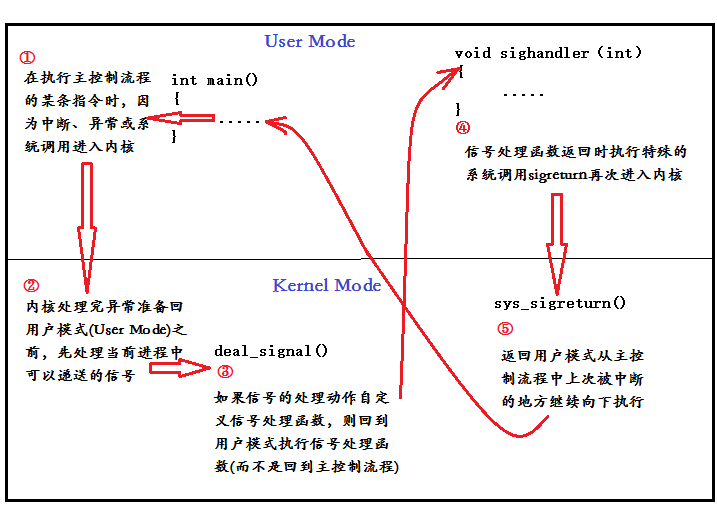 User Mode
①
在执行主控制流程
的某条指令时，因
为中断、异常或系
统调用进入内核
int main()
{
.....
}
void sighandler（int）
{
.....
}
④
信号处理函数返回时执行特殊的
系统调用sigreturn再次进入内核
Kernel Mode
②
内核处理完异常准备回
用户模式(User Mode)之
前，先处理当前进程中
可以递送的信号
deal_signal()
③
如果信号的处理动作自定
义信号处理函数，则回到
用户模式执行信号处理函
数(而不是回到主控制流程)
sys_sigreturn()
⑤
返回用户模式从主控
制流程中上次被中断
的地方继续向下执行